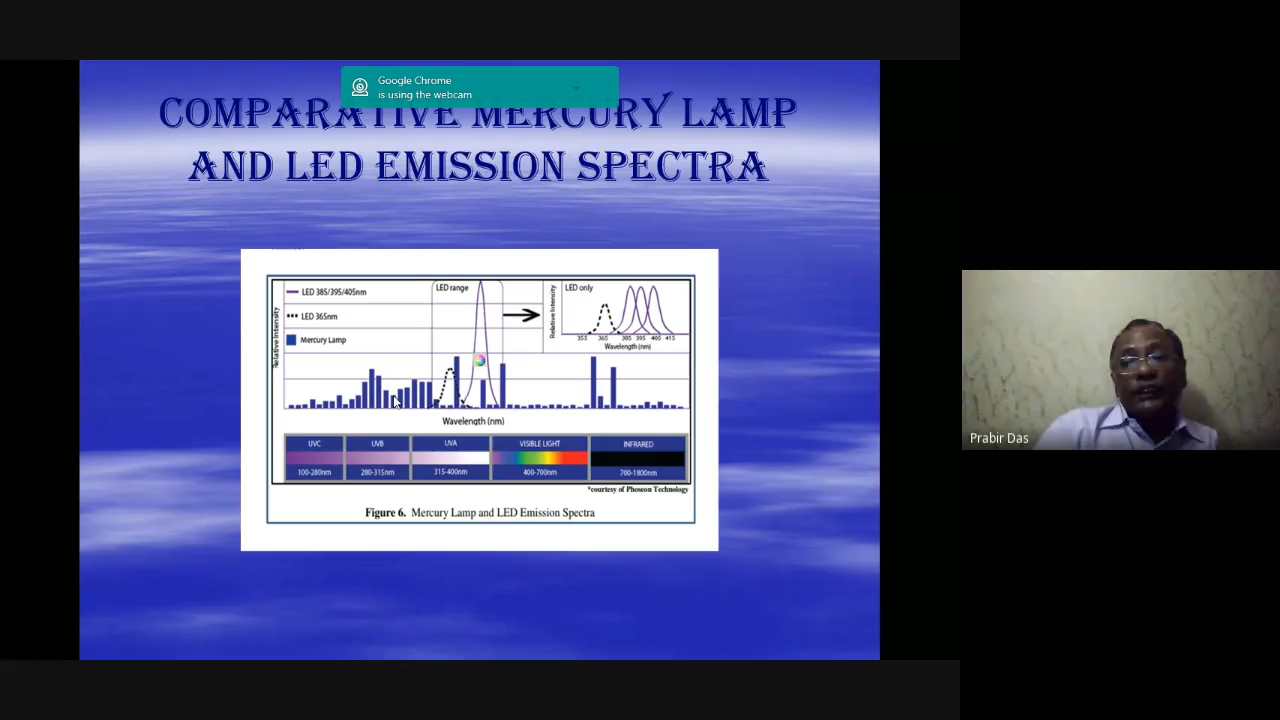 Google Chrome
is using the webcam
COMPARATIVE MERCURY LAMP
AND LED EMISSION SPECTRA
LED 385/395/405nm
LED 365nm
Mercury Lamp
Relative Intensity
LED range
LED only
Relative Intensity
355 365 385 395 405 415
Wavelength (nm)
Wavelength (nm)
UVC UVB UVA VISIBLE LIGHT INFRARED
100-280nm 280-315nm 315-400nm 400-700nm 700-1800nm
*courtesy of Phoseon Technology
Figure 6. Mercury Lamp and LED Emission Spectra
Prabir Das